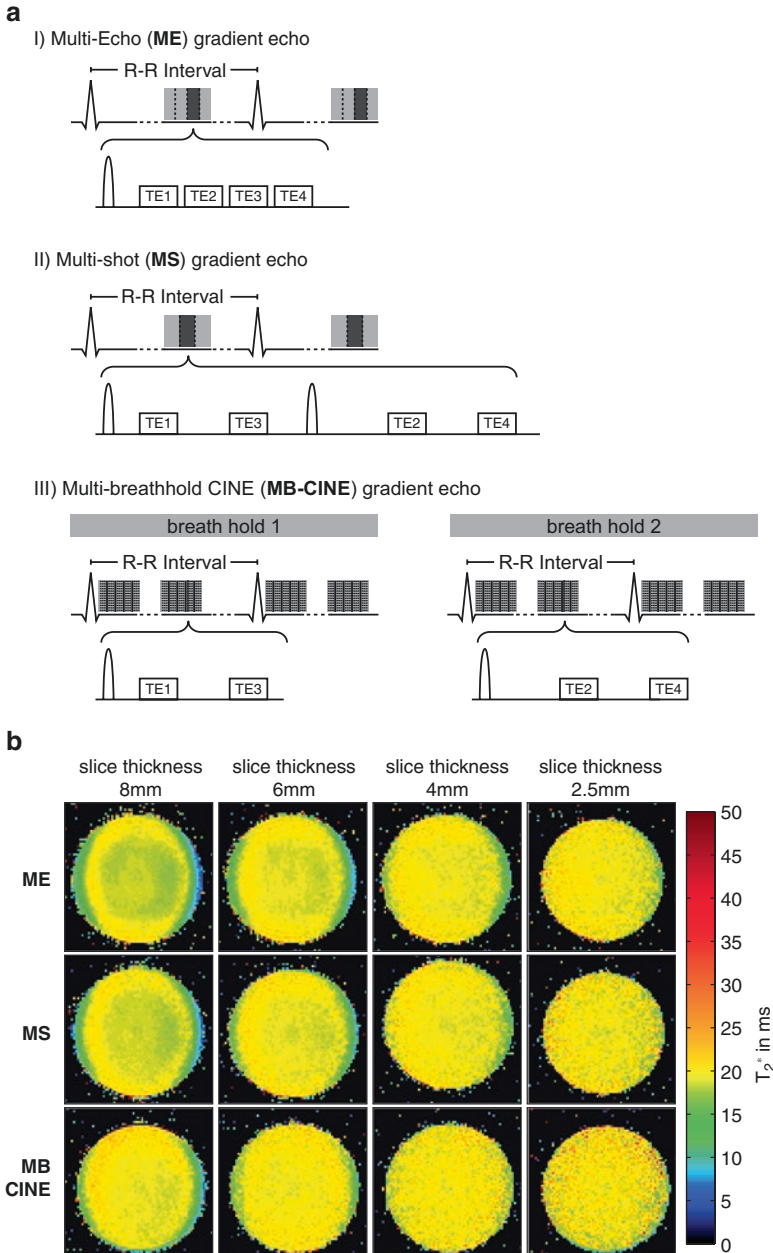 a
I) Multi-Echo (ME) gradient echo
R-R Interval
TE1 TE2 TE3 TE4
II) Multi-shot (MS) gradient echo
R-R Interval
TE1 TE3 TE2 TE4
III) Multi-breathhold CINE (MB-CINE) gradient echo
breath hold 1 breath hold 2
R-R Interval R-R Interval
TE1 TE3 TE2 TE4
b
slice thickness slice thickness slice thickness slice thickness
8mm 6mm 4mm 2.5mm
ME
MS
MB
CINE
50
45
40
35
30
25
20
15
10
5
0
T2* in ms